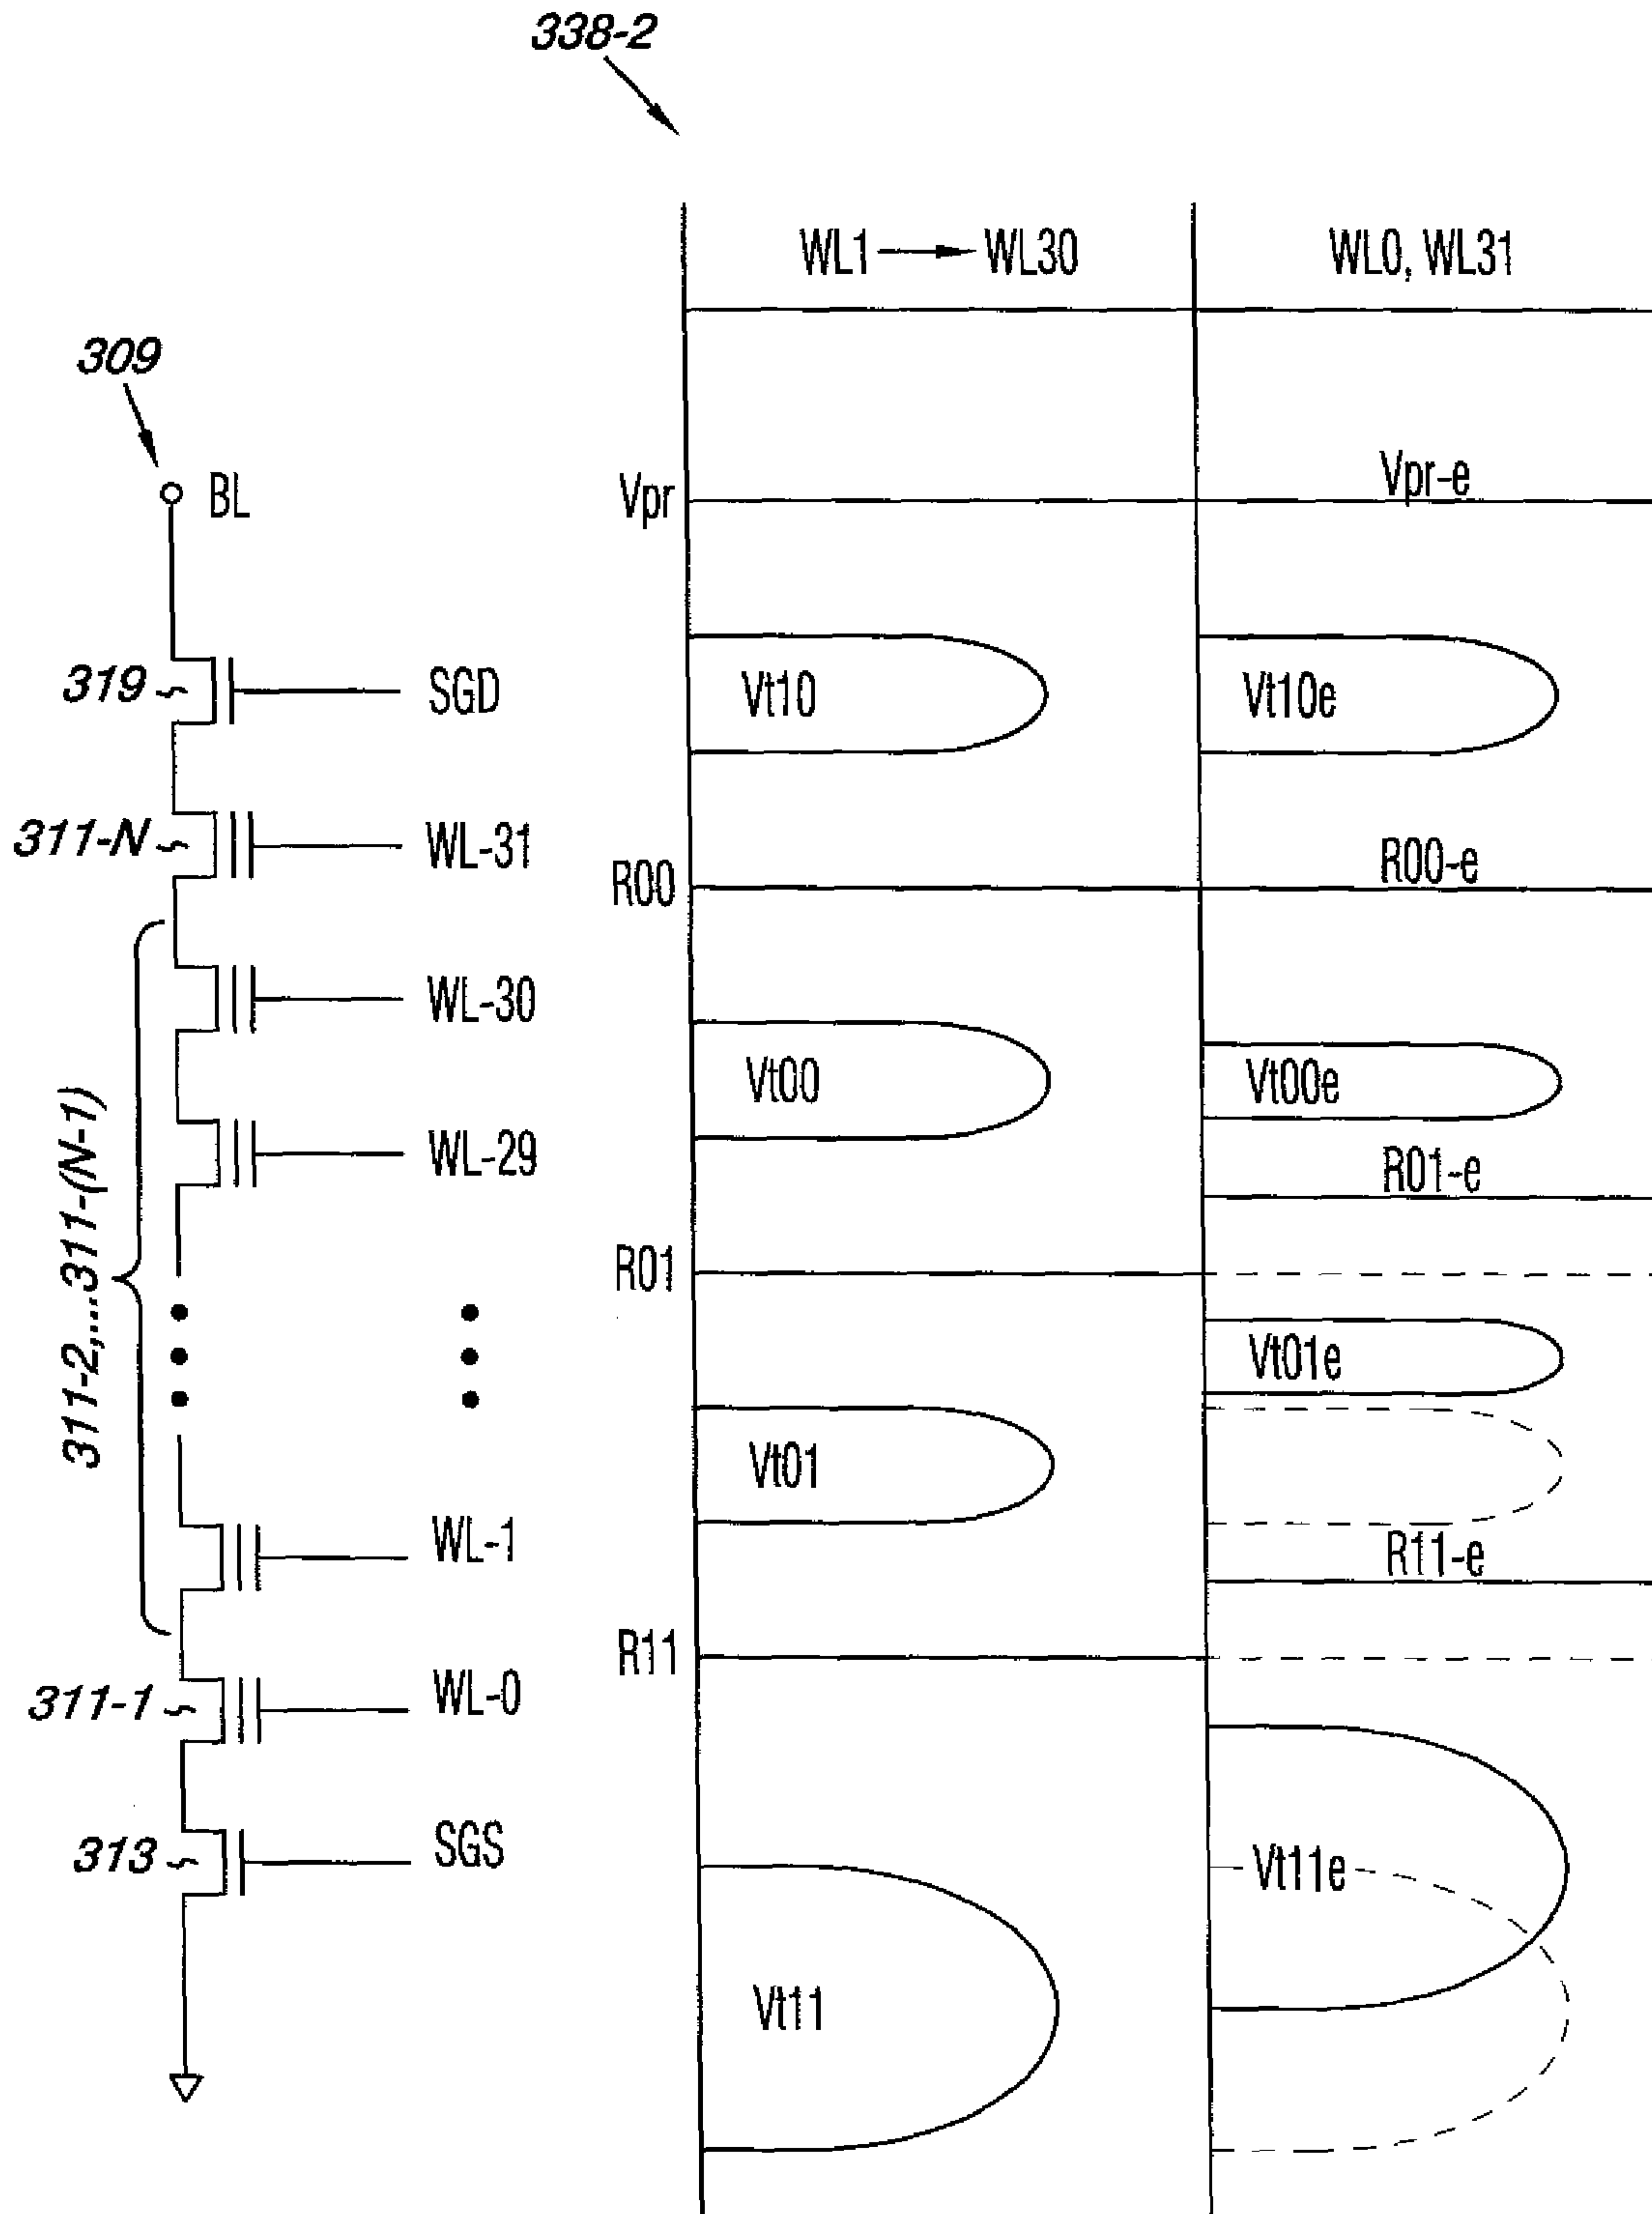 338-2
WL1 WL30
WL0, WL31
309
BL
Vpr
Vpr-e
319
SGD
Vt10
Vt10e
311-N
WL-31
R00
R00-e
WL-30
Vt00
Vt00e
WL-29
R01-e
311-2,...311-(N-1)
R01
Vt01e
Vt01
WL-1
R11-e
R11
311-1
WL-0
313
SGS
Vt11e
Vt11